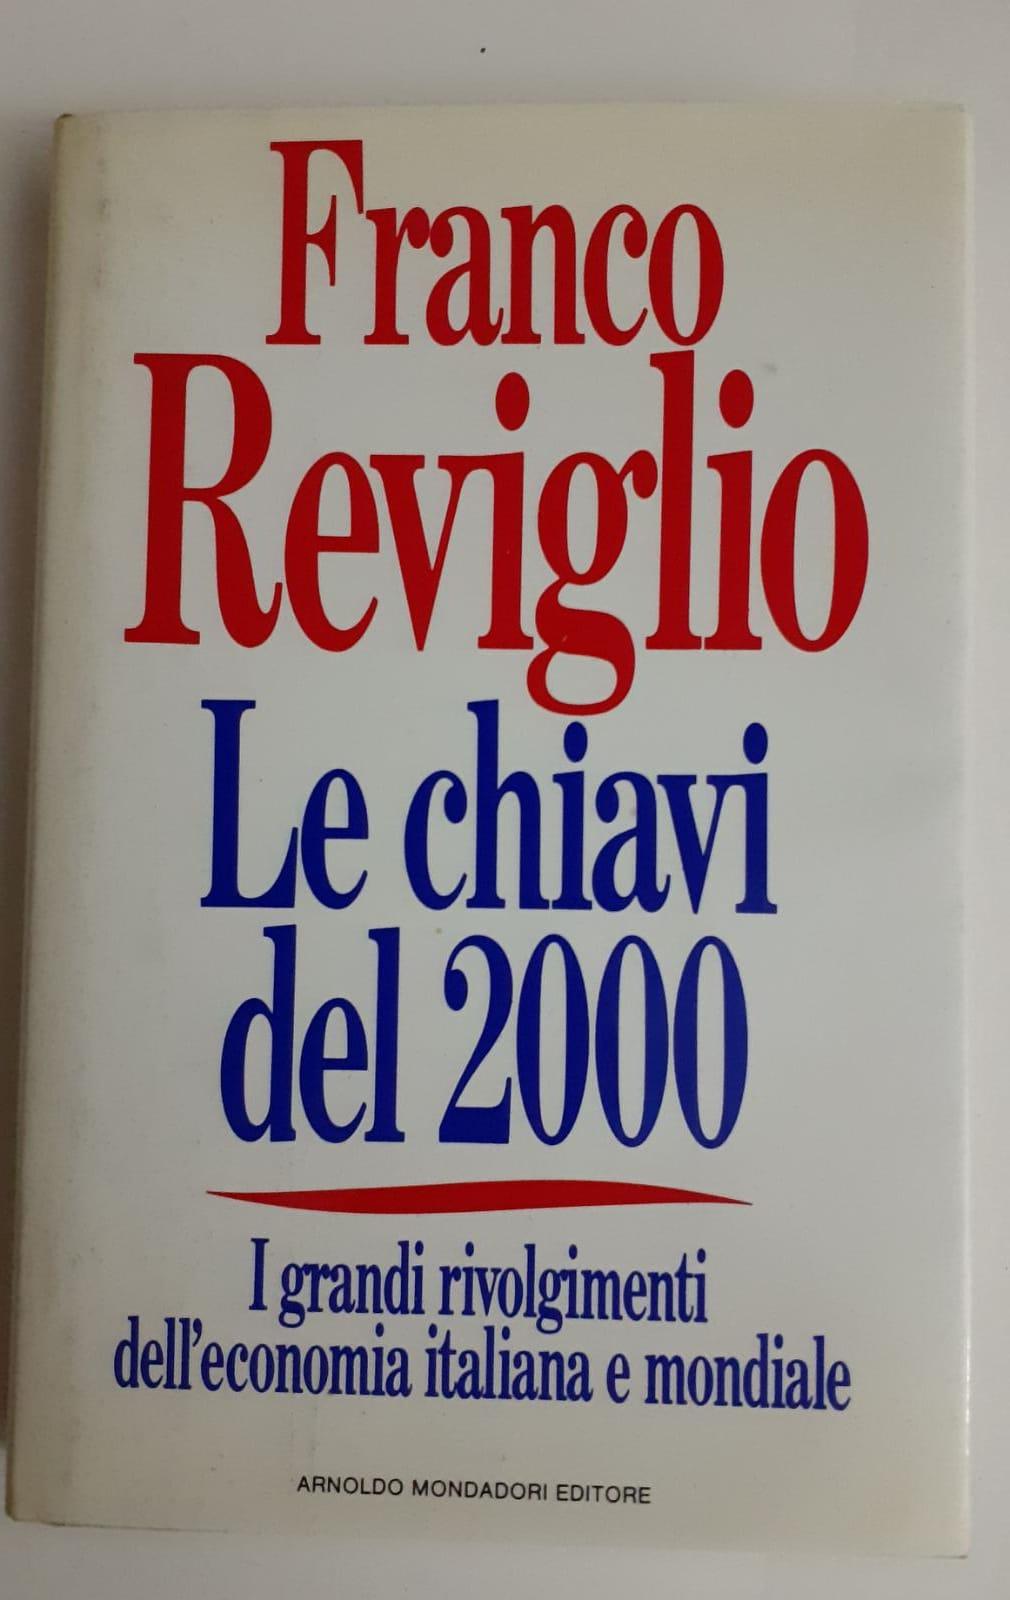 Franco
Reviglio
Le chiavi
del 2000
I grandi rivolgimenti
dell'economia italiana e mondiale
ARNOLDO MONDADORI EDITORE